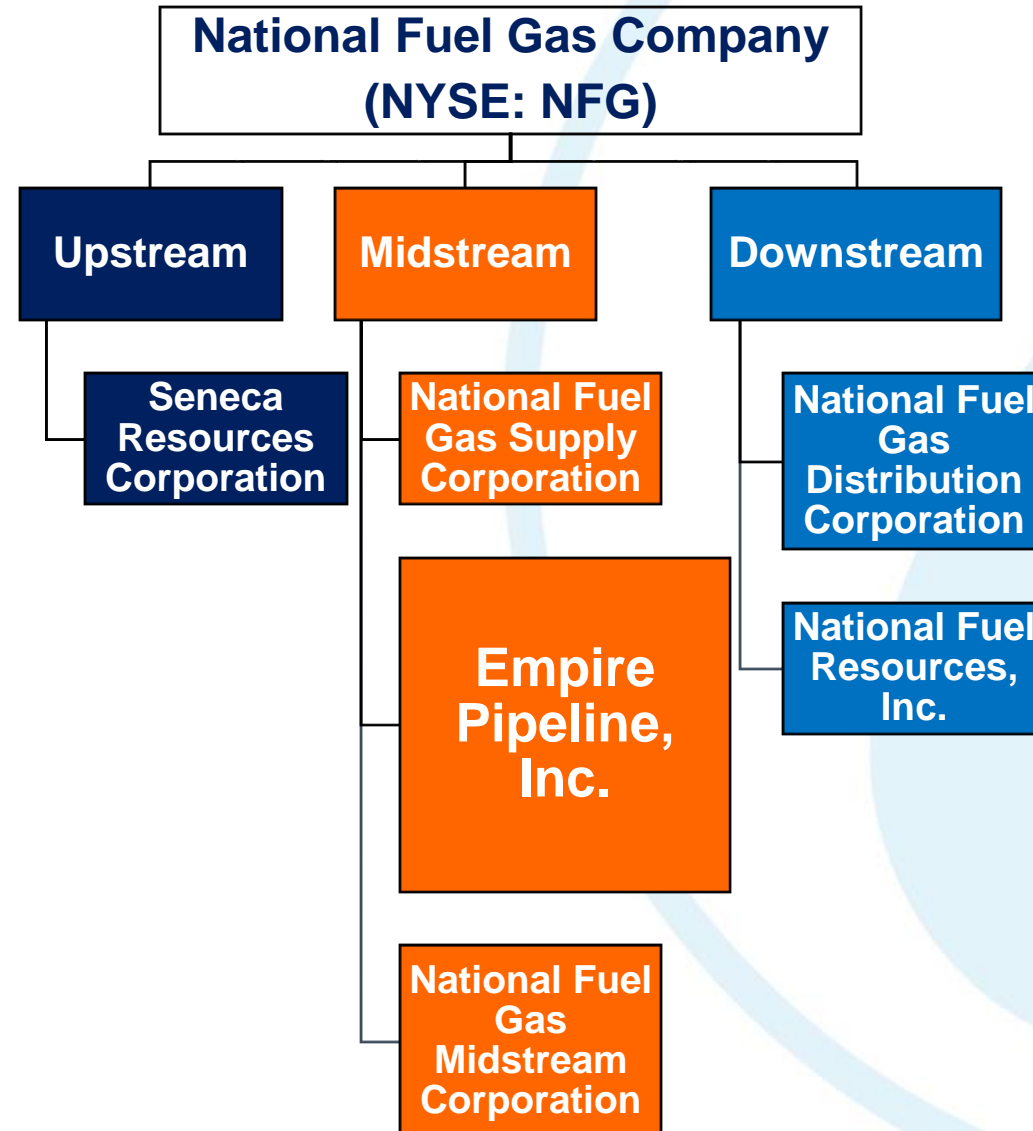 National Fuel Gas Company
(NYSE: NFG)
Upstream
Midstream
Downstream
Seneca
Resources
Corporation
National Fuel
Gas Supply
Corporation
National Fuel
Gas
Distribution
Corporation
Empire
Pipeline,
Inc.
National Fuel
Resources,
Inc.
National Fuel
Gas
Midstream
Corporation